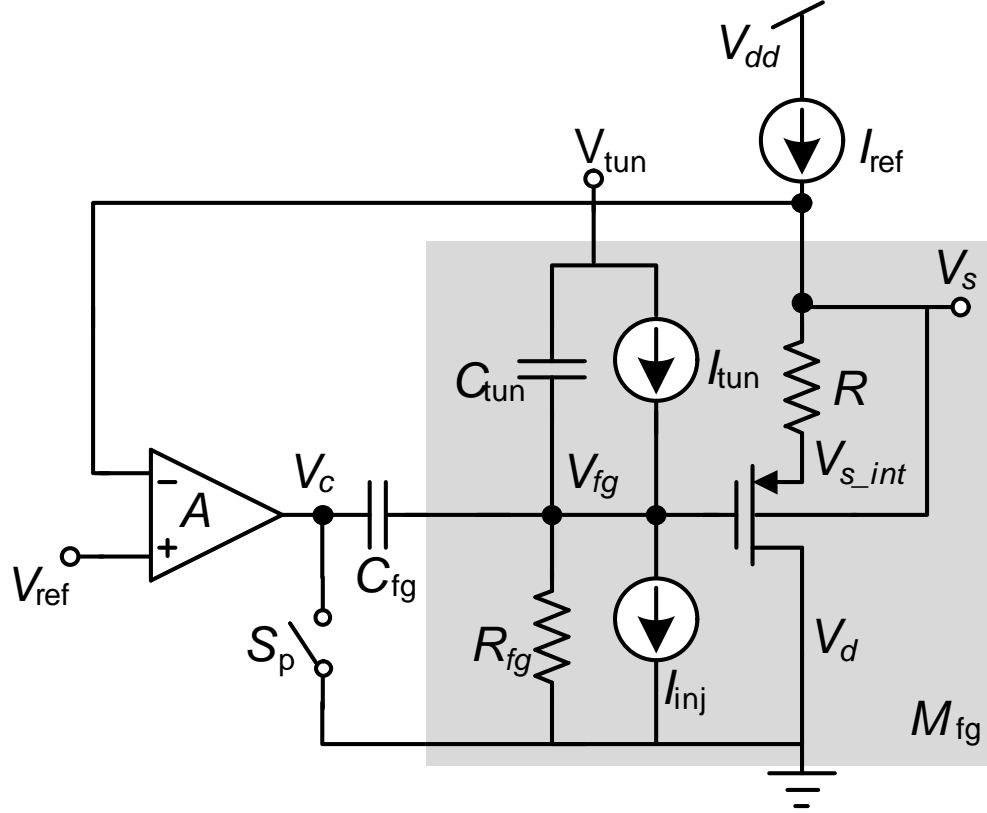 V_dd
I_ref
V_tun
V_s
C_tun
I_tun
R
V_s_int
V_c
V_fg
−
A
+
V_ref
C_fg
S_p
R_fg
I_inj
V_d
M_fg